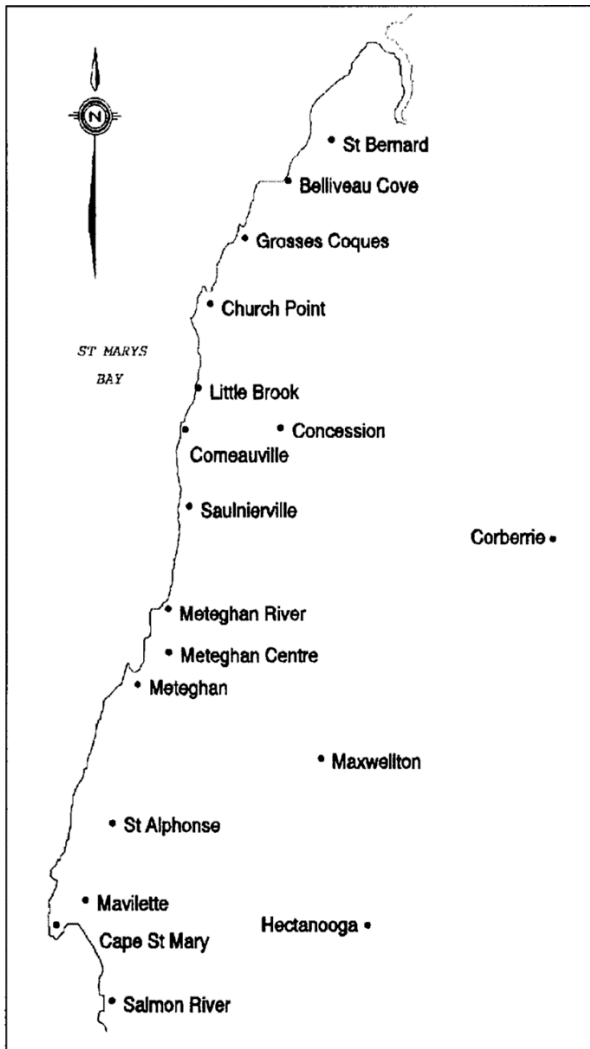 N
St Bernard
Belliveau Cove
Grosses Coques
Church Point
ST MARYS
BAY
Little Brook
Concession
Comeauville
Saulnierville
Corberrie
Meteghan River
Meteghan Centre
Meteghan
Maxwellton
St Alphonse
Mavilette
Hectanooga
Cape St Mary
Salmon River